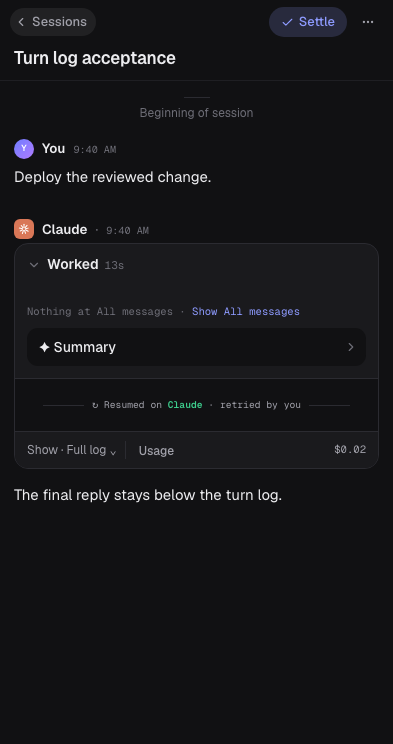 Sessions
Settle
Turn log acceptance
Beginning of session
Y You 9:40 AM
Deploy the reviewed change.
Claude · 9:40 AM
Worked 13s
Nothing at All messages · Show All messages
✦ Summary
↻ Resumed on Claude · retried by you
Show · Full log Usage $0.02
The final reply stays below the turn log.